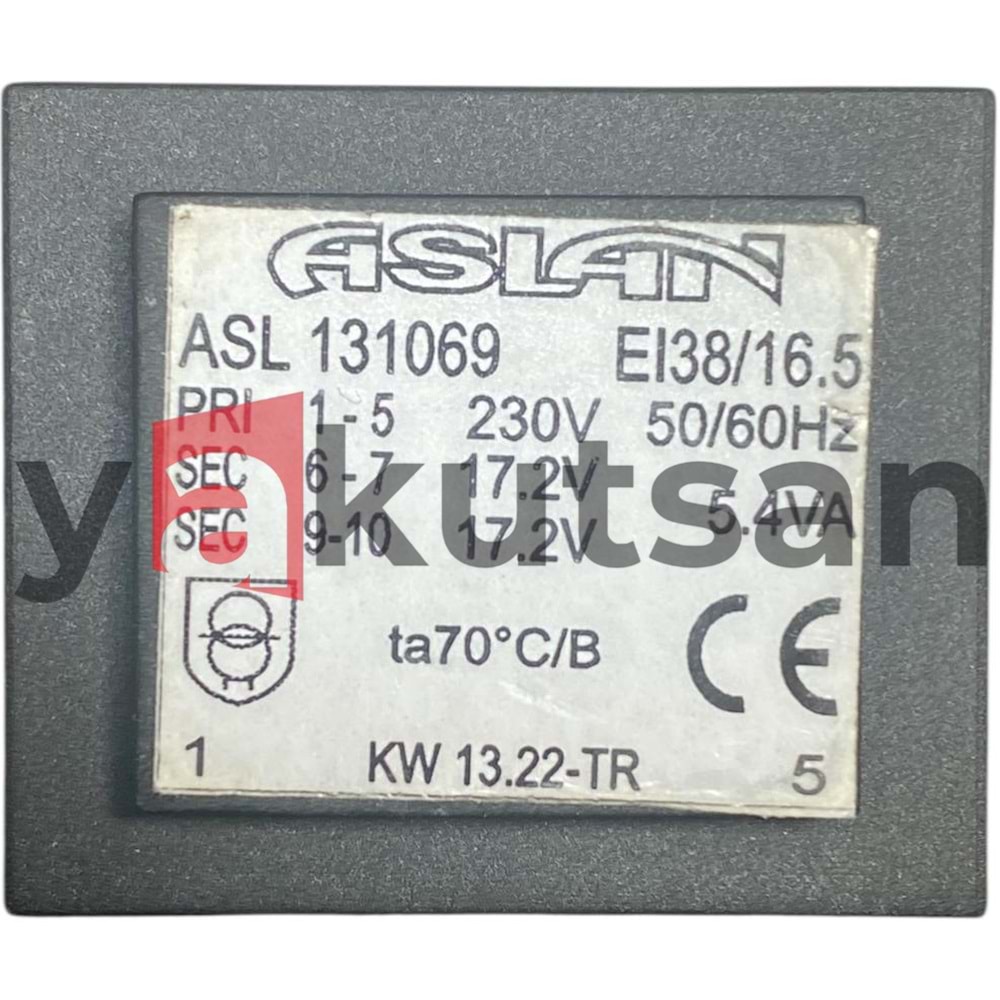 ASLAN
ASL 131069 EI38/16.5
PRI 1 - 5 230V 50/60Hz
SEC 6 - 7 17.2V
5.4VA
SEC 9-10 17.2V
yakutsan
ta70°C/B CE
1 KW 13.22-TR 5